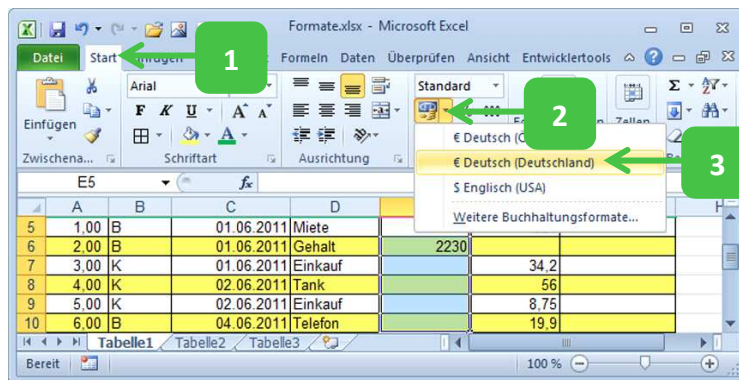 Formate.xlsx - Microsoft Excel
Datei Start Formeln Daten Überprüfen Ansicht Entwicklertools
1
Arial Standard
2
F K U A A
Einfügen Zellen
Zwischena... Schriftart Ausrichtung
€ Deutsch
€ Deutsch (Deutschland)
3
$ Englisch (USA)
Weitere Buchhaltungsformate...
E5 fx
A B C D H
5 1,00 B 01.06.2011 Miete
6 2,00 B 01.06.2011 Gehalt 2230
7 3,00 K 01.06.2011 Einkauf 34,2
8 4,00 K 02.06.2011 Tank 56
9 5,00 K 02.06.2011 Einkauf 8,75
10 6,00 B 04.06.2011 Telefon 19,9
Tabelle1 Tabelle2 Tabelle3
Bereit 100 %